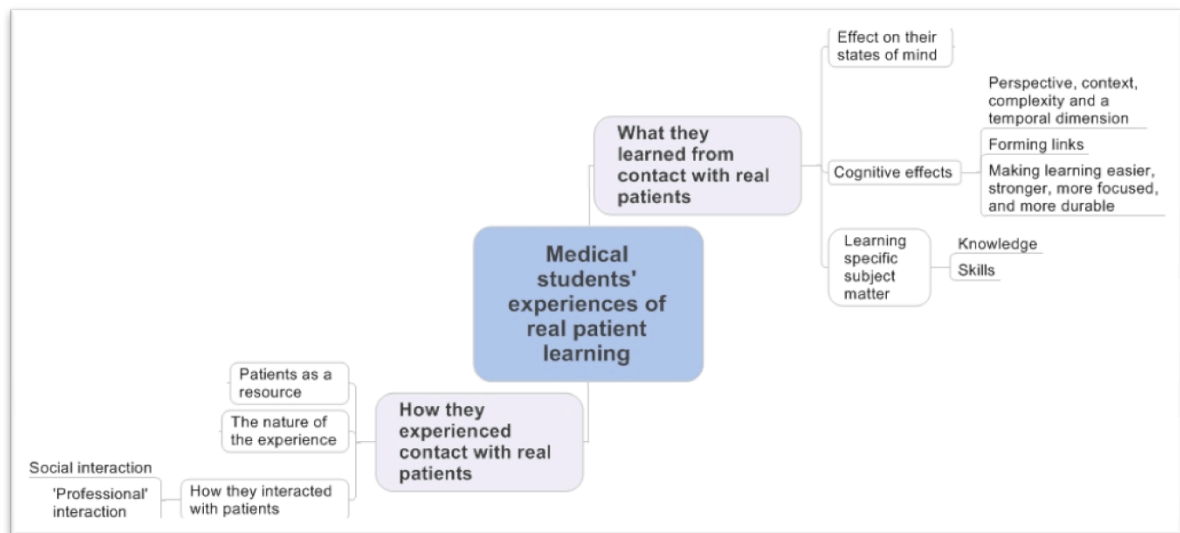 Effect on their
states of mind
Perspective, context,
complexity and a
temporal dimension
Forming links
Making learning easier,
stronger, more focused,
and more durable
Cognitive effects
What they
learned from
contact with real
patients
Learning
specific
subject
matter
Knowledge
Skills
Medical
students'
experiences of
real patient
learning
Patients as a
resource
The nature of
the experience
How they
experienced
contact with real
patients
Social interaction
'Professional'
interaction
How they interacted
with patients